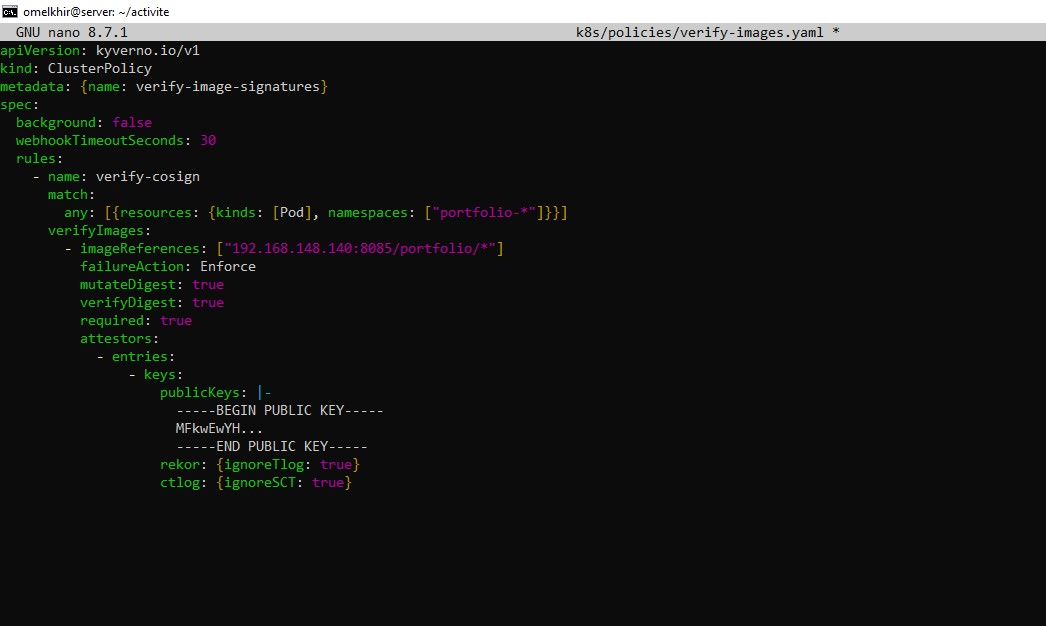 omelkhir@server: ~/activite
GNU nano 8.7.1 k8s/policies/verify-images.yaml *
apiVersion: kyverno.io/v1
kind: ClusterPolicy
metadata: {name: verify-image-signatures}
spec:
  background: false
  webhookTimeoutSeconds: 30
  rules:
    - name: verify-cosign
      match:
        any: [{resources: {kinds: [Pod], namespaces: ["portfolio-*"]}}]
      verifyImages:
        - imageReferences: ["192.168.148.140:8085/portfolio/*"]
          failureAction: Enforce
          mutateDigest: true
          verifyDigest: true
          required: true
          attestors:
            - entries:
                - keys:
                    publicKeys: |-
                      -----BEGIN PUBLIC KEY-----
                      MFkwEwYH...
                      -----END PUBLIC KEY-----
                    rekor: {ignoreTlog: true}
                    ctlog: {ignoreSCT: true}